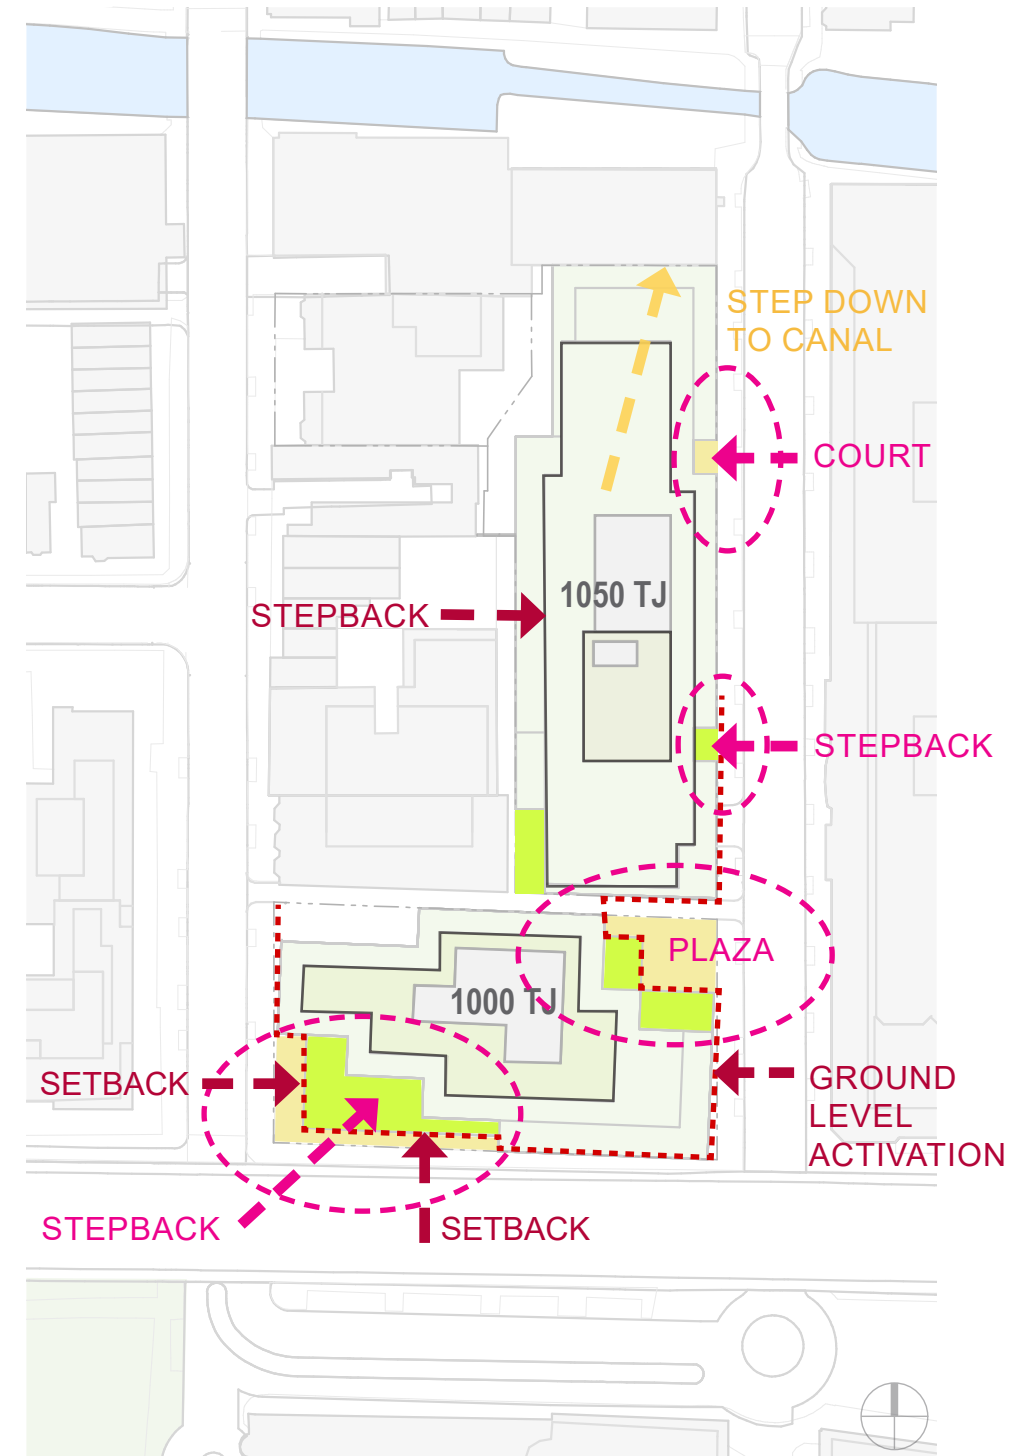 STEP DOWN
TO CANAL
COURT
1050 TJ
STEPBACK
STEPBACK
PLAZA
1000 TJ
SETBACK
GROUND
LEVEL
ACTIVATION
STEPBACK
SETBACK